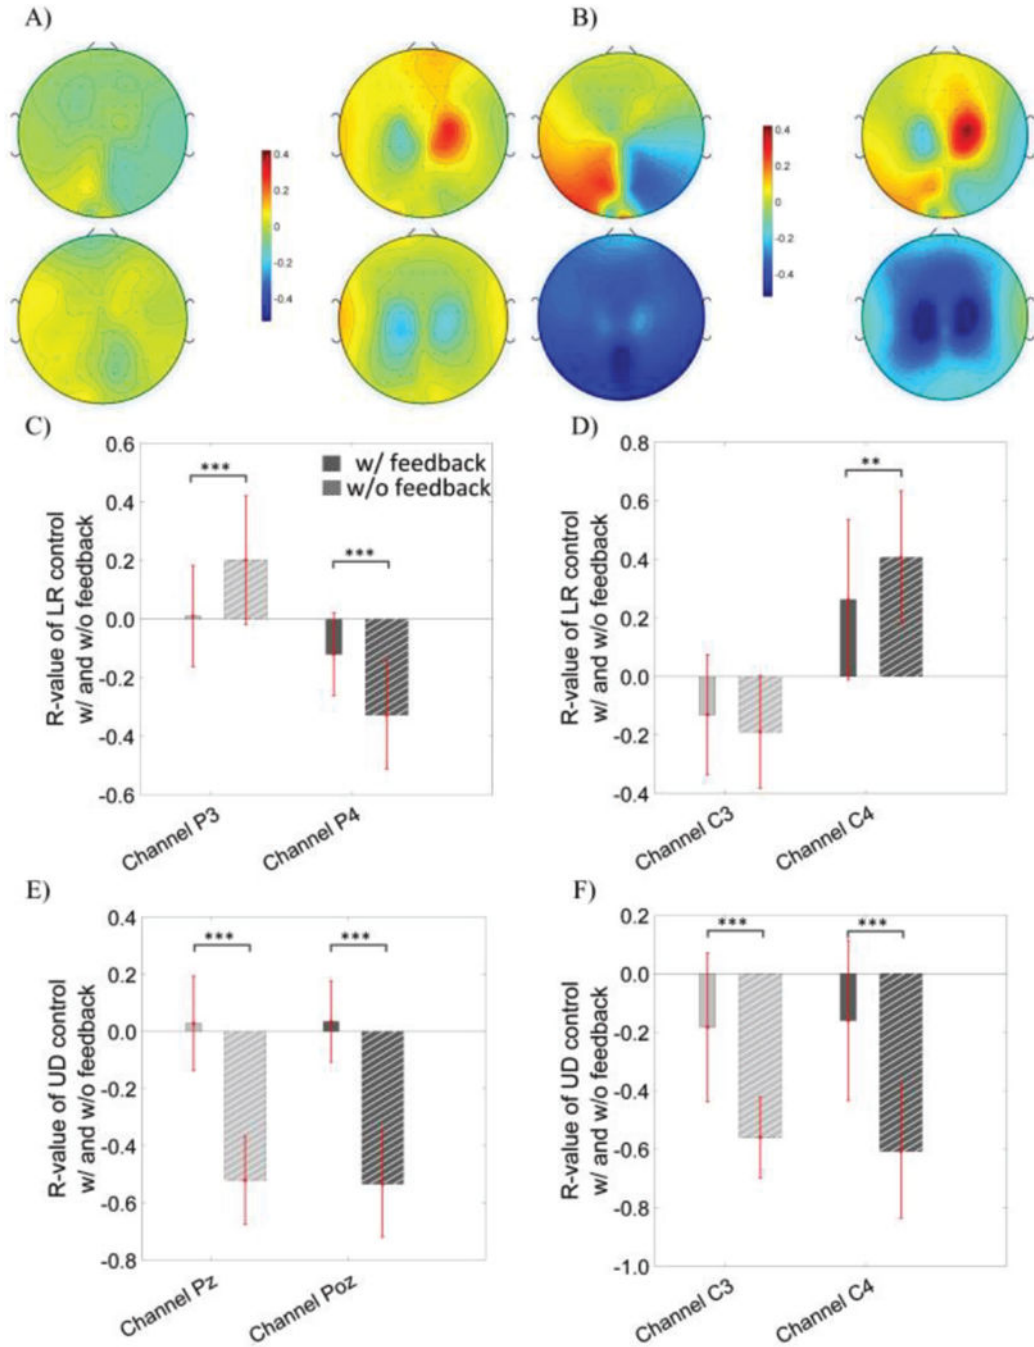 A)
B)
0.4
0.2
0
-0.2
-0.4
0.4
0.2
0
-0.2
-0.4
C)
0.6
0.4
0.2
0.0
-0.2
-0.4
-0.6
R-value of LR control
w/ and w/o feedback
***
***
w/ feedback
w/o feedback
Channel P3
Channel P4
D)
0.8
0.6
0.4
0.2
0.0
-0.2
-0.4
R-value of LR control
w/ and w/o feedback
**
Channel C3
Channel C4
E)
0.4
0.2
0.0
-0.2
-0.4
-0.6
-0.8
R-value of UD control
w/ and w/o feedback
***
***
Channel Pz
Channel Poz
F)
0.2
0.0
-0.2
-0.4
-0.6
-0.8
-1.0
R-value of UD control
w/ and w/o feedback
***
***
Channel C3
Channel C4